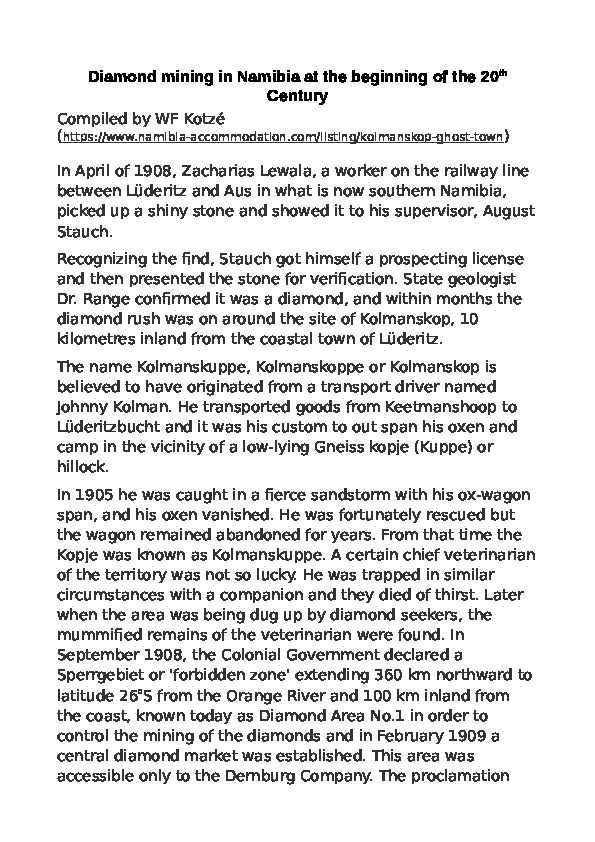 Diamond mining in Namibia at the beginning of the 20th
Century
Compiled by WF Kotzé
(https://www.namibia-accommodation.com/listing/kolmanskop-ghost-town)
In April of 1908, Zacharias Lewala, a worker on the railway line
between Lüderitz and Aus in what is now southern Namibia,
picked up a shiny stone and showed it to his supervisor, August
Stauch.
Recognizing the find, Stauch got himself a prospecting license
and then presented the stone for verification. State geologist
Dr. Range confirmed it was a diamond, and within months the
diamond rush was on around the site of Kolmanskop, 10
kilometres inland from the coastal town of Lüderitz.
The name Kolmanskuppe, Kolmanskoppe or Kolmanskop is
believed to have originated from a transport driver named
Johnny Kolman. He transported goods from Keetmanshoop to
Lüderitzbucht and it was his custom to out span his oxen and
camp in the vicinity of a low-lying Gneiss kopje (Kuppe) or
hillock.
In 1905 he was caught in a fierce sandstorm with his ox-wagon
span, and his oxen vanished. He was fortunately rescued but
the wagon remained abandoned for years. From that time the
Kopje was known as Kolmanskuppe. A certain chief veterinarian
of the territory was not so lucky. He was trapped in similar
circumstances with a companion and they died of thirst. Later
when the area was being dug up by diamond seekers, the
mummified remains of the veterinarian were found. In
September 1908, the Colonial Government declared a
Sperrgebiet or 'forbidden zone' extending 360 km northward to
latitude 26°S from the Orange River and 100 km inland from
the coast, known today as Diamond Area No.1 in order to
control the mining of the diamonds and in February 1909 a
central diamond market was established. This area was
accessible only to the Dernburg Company. The proclamation